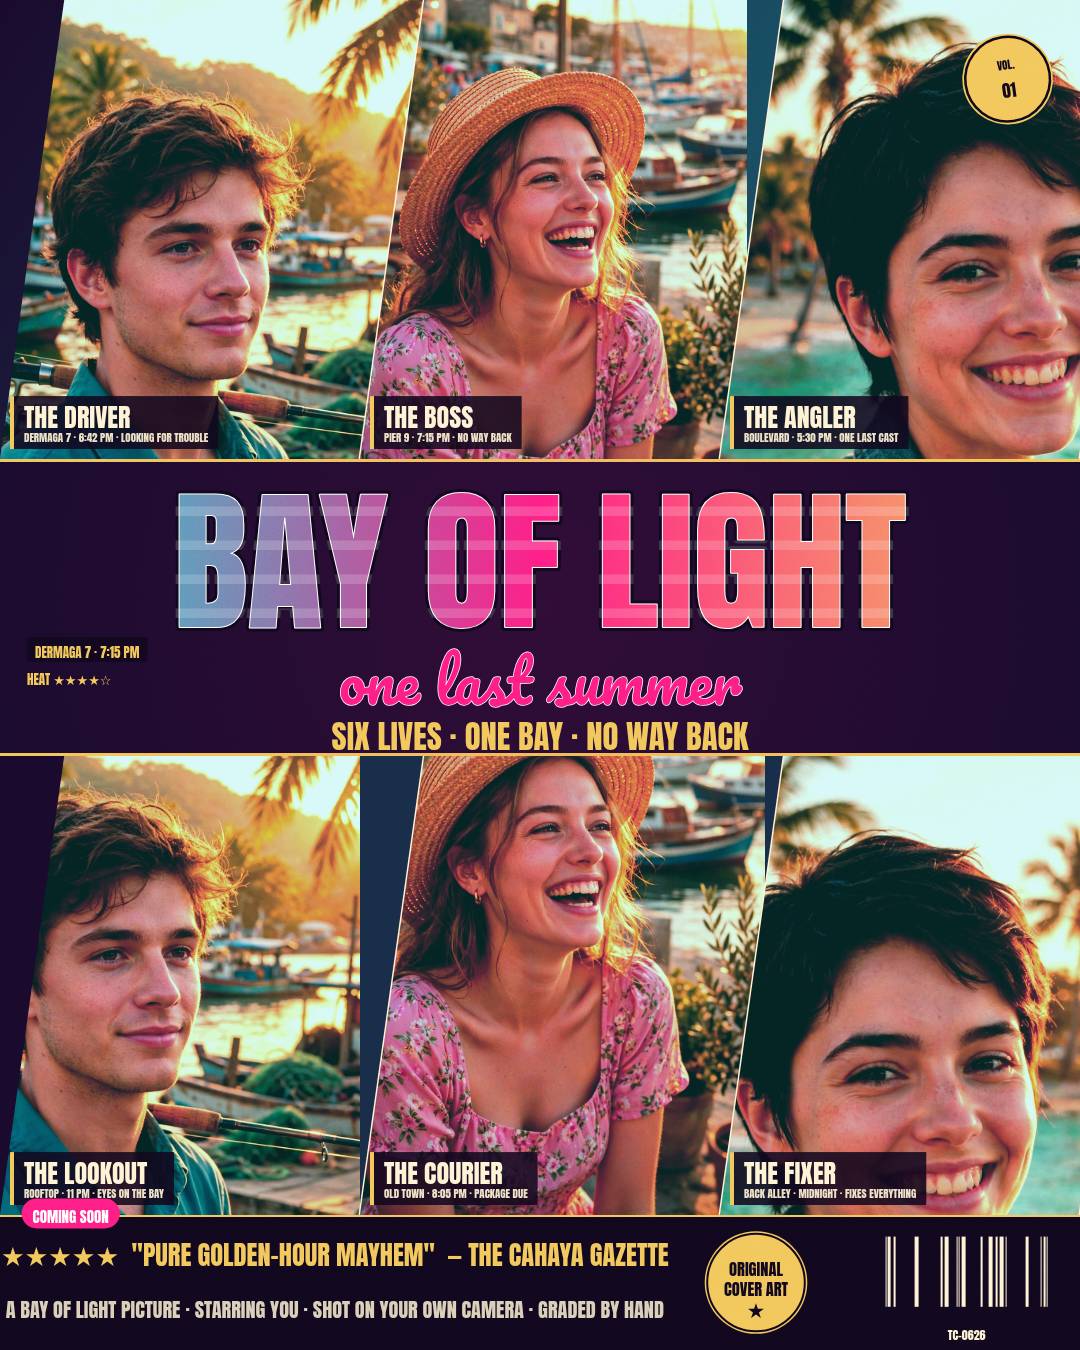 VOL.
01
THE DRIVER
DERMAGA 7 · 6:42 PM · LOOKING FOR TROUBLE
THE BOSS
PIER 9 · 7:15 PM · NO WAY BACK
THE ANGLER
BOULEVARD · 5:30 PM · ONE LAST CAST
BAY OF LIGHT
DERMAGA 7 · 7:15 PM
HEAT ★★★★☆
one last summer
SIX LIVES · ONE BAY · NO WAY BACK
THE LOOKOUT
ROOFTOP · 11 PM · EYES ON THE BAY
THE COURIER
OLD TOWN · 8:05 PM · PACKAGE DUE
THE FIXER
BACK ALLEY · MIDNIGHT · FIXES EVERYTHING
COMING SOON
★★★★★ "PURE GOLDEN-HOUR MAYHEM" — THE CAHAYA GAZETTE
A BAY OF LIGHT PICTURE · STARRING YOU · SHOT ON YOUR OWN CAMERA · GRADED BY HAND
ORIGINAL
COVER ART
★
TC-0626